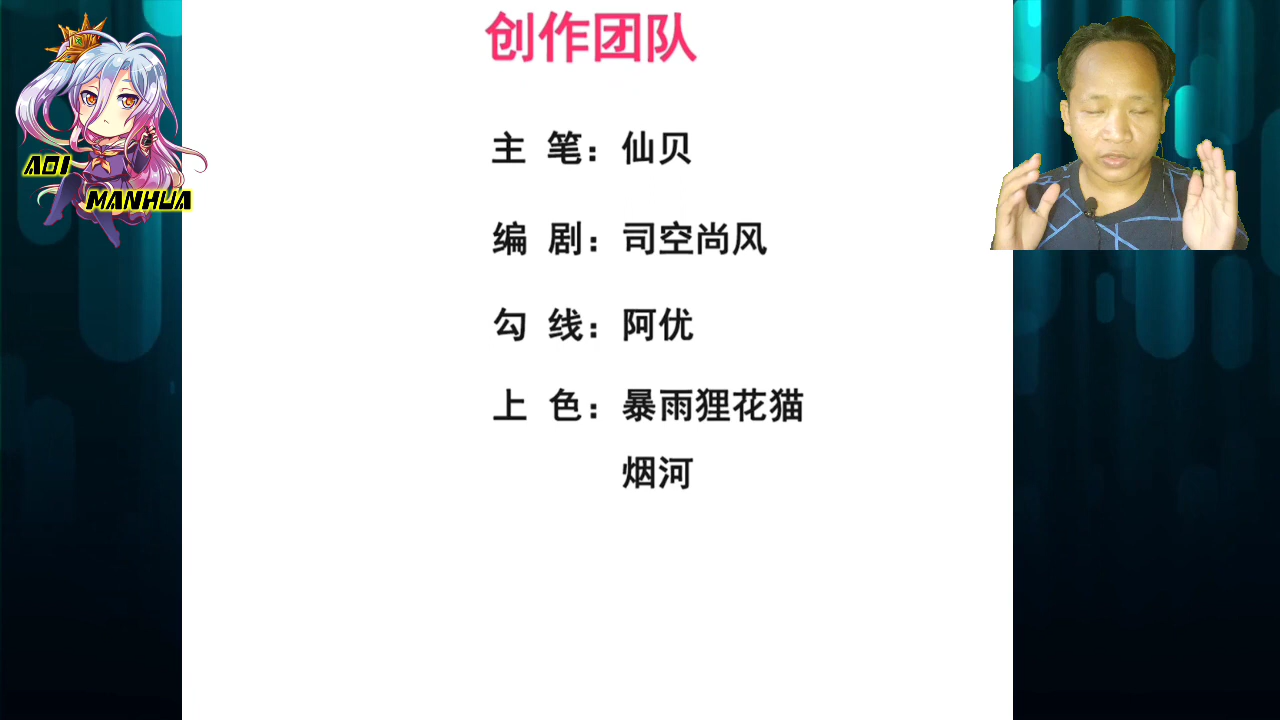 创作团队
主 笔：仙贝
编 剧：司空尚风
勾 线：阿优
上 色：暴雨狸花猫
烟河
AOI
MANHUA